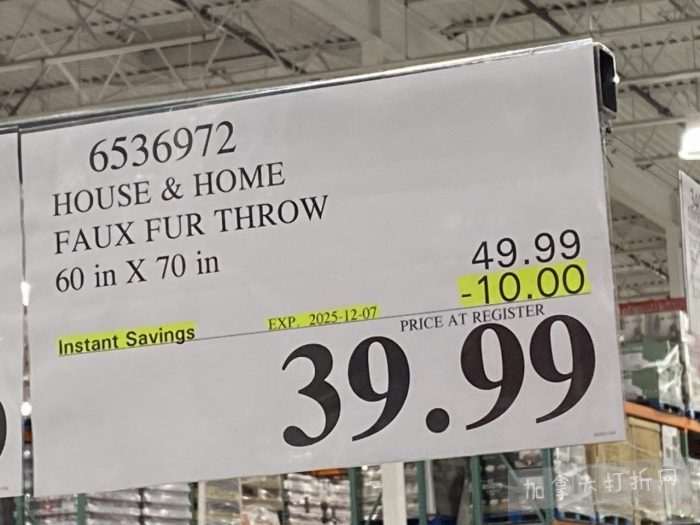 6536972
HOUSE & HOME
FAUX FUR THROW
60 in X 70 in
49.99
-10.00
Instant Savings
EXP. 2025-12-07
PRICE AT REGISTER
39.99
加拿大打折网